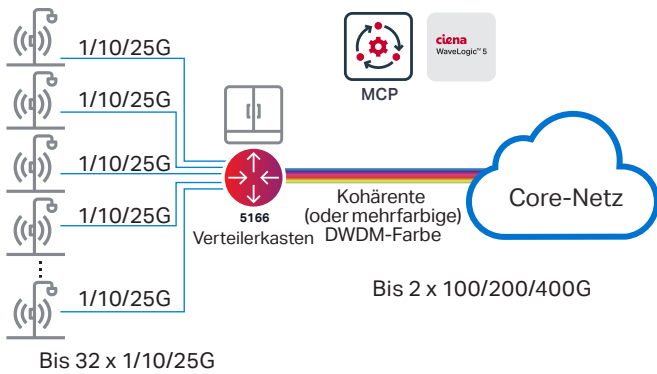 1/10/25G
1/10/25G
1/10/25G
1/10/25G
1/10/25G
Bis 32 x 1/10/25G
MCP
ciena
WaveLogic™ 5
5166
Verteilerkasten
Kohärente
(oder mehrfarbige)
DWDM-Farbe
Core-Netz
Bis 2 x 100/200/400G